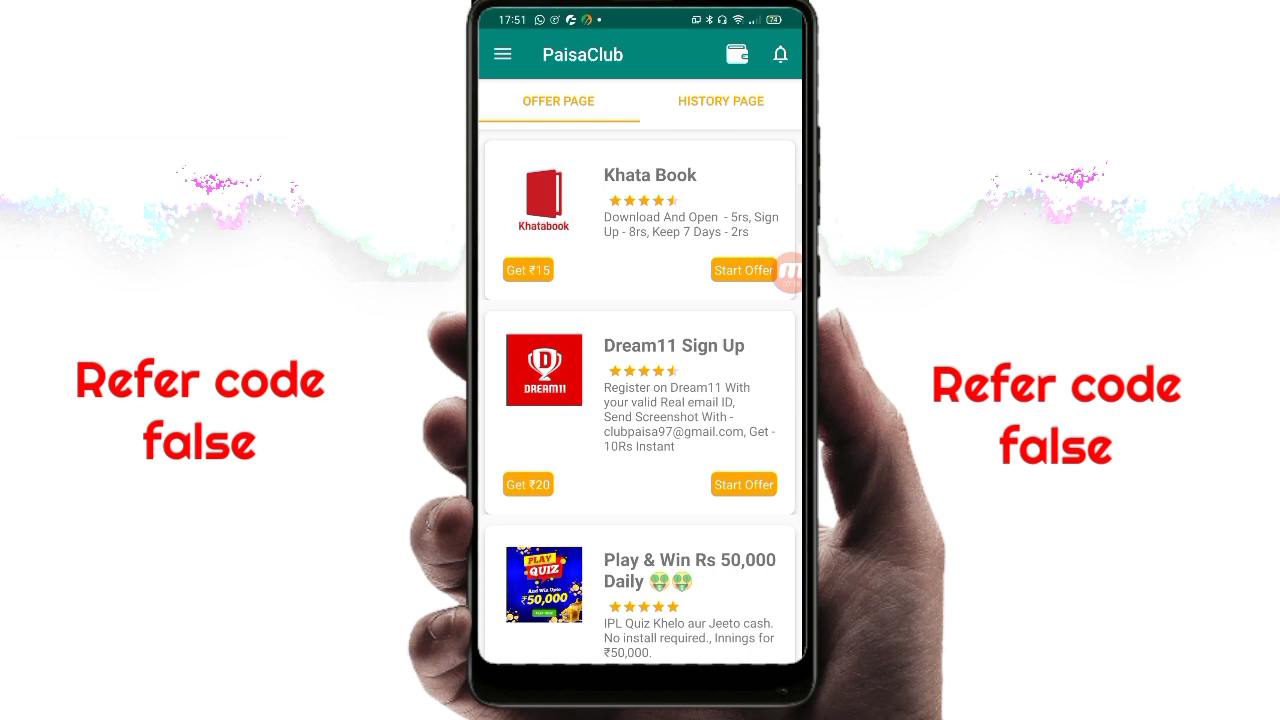 17:51
74
PaisaClub
OFFER PAGE
HISTORY PAGE
Khatabook
Khata Book
Download And Open - 5rs, Sign
Up - 8rs, Keep 7 Days - 2rs
Get ₹15
Start Offer
D
DREAM11
Dream11 Sign Up
Register on Dream11 With
your valid Real email ID,
Send Screenshot With -
clubpaisa97@gmail.com, Get -
10Rs Instant
Get ₹20
Start Offer
PLAY
QUIZ
And Win Upto
₹50,000
Play & Win Rs 50,000
Daily 🤑🤑
IPL Quiz Khelo aur Jeeto cash.
No install required., Innings for
₹50,000.
Refer code
false
Refer code
false